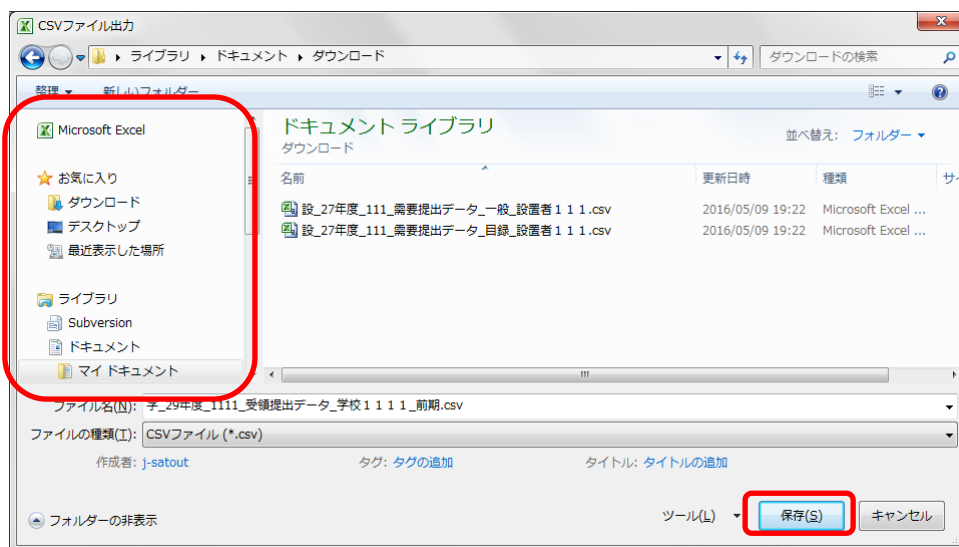 CSVファイル出力
ライブラリ ▸ ドキュメント ▸ ダウンロード
ダウンロードの検索
整理 新しいフォルダー
Microsoft Excel
お気に入り
ダウンロード
デスクトップ
最近表示した場所
ライブラリ
Subversion
ドキュメント
マイ ドキュメント
ドキュメント ライブラリ
ダウンロード
並べ替え: フォルダー
名前 更新日時 種類 サ
設_27年度_111_需要提出データ_一般_設置者１１１.csv 2016/05/09 19:22 Microsoft Excel ...
設_27年度_111_需要提出データ_目録_設置者１１１.csv 2016/05/09 19:22 Microsoft Excel ...
ファイル名(N): 学_29年度_1111_受領提出データ_学校１１１１_前期.csv
ファイルの種類(T): CSVファイル (*.csv)
作成者: j-satout タグ: タグの追加 タイトル: タイトルの追加
フォルダーの非表示
ツール(L) 保存(S) キャンセル